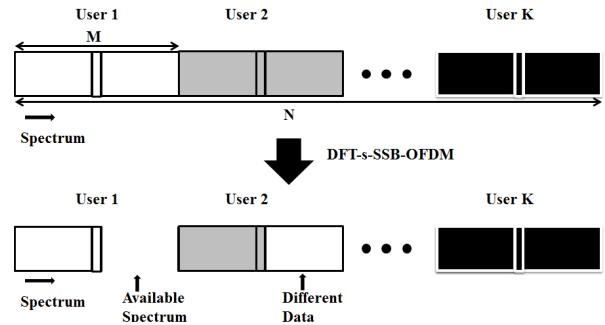 User 1 User 2 User K
M
N
Spectrum
DFT-s-SSB-OFDM
User 1 User 2 User K
Spectrum Available Spectrum Different Data